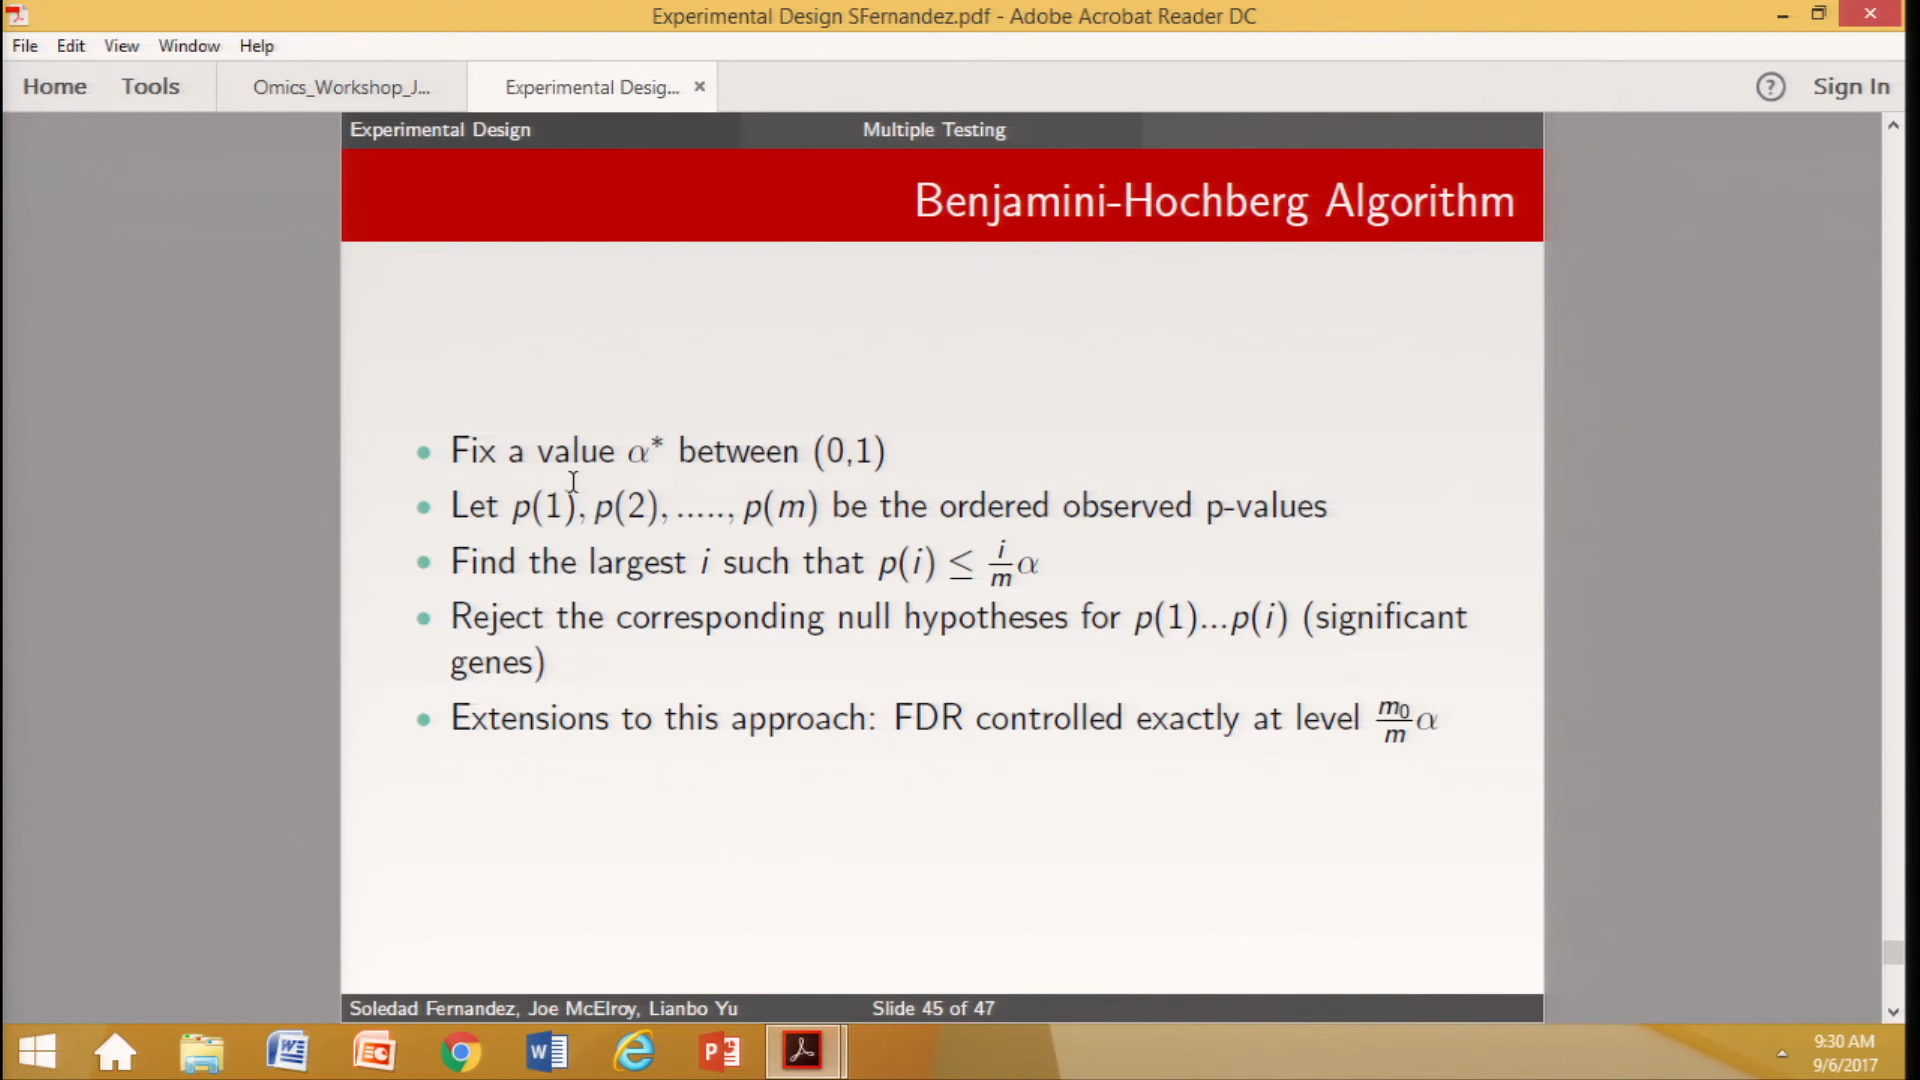 Experimental Design SFernandez.pdf - Adobe Acrobat Reader DC
File Edit View Window Help
Home Tools Omics_Workshop_J... Experimental Desig... × ? Sign In
Experimental Design Multiple Testing
Benjamini-Hochberg Algorithm
• Fix a value α* between (0,1)
• Let p(1), p(2), ....., p(m) be the ordered observed p-values
• Find the largest i such that p(i) ≤ i/m α
• Reject the corresponding null hypotheses for p(1)...p(i) (significant
genes)
• Extensions to this approach: FDR controlled exactly at level m₀/m α
Soledad Fernandez, Joe McElroy, Lianbo Yu Slide 45 of 47
9:30 AM
9/6/2017